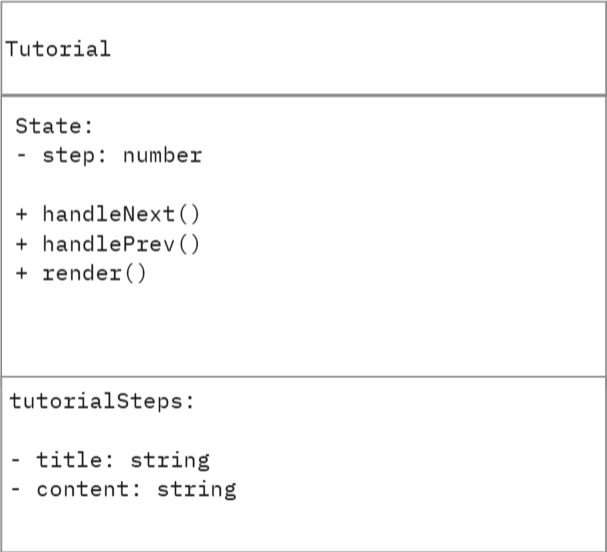 Tutorial
State:
- step: number
+ handleNext()
+ handlePrev()
+ render()
tutorialSteps:
- title: string
- content: string